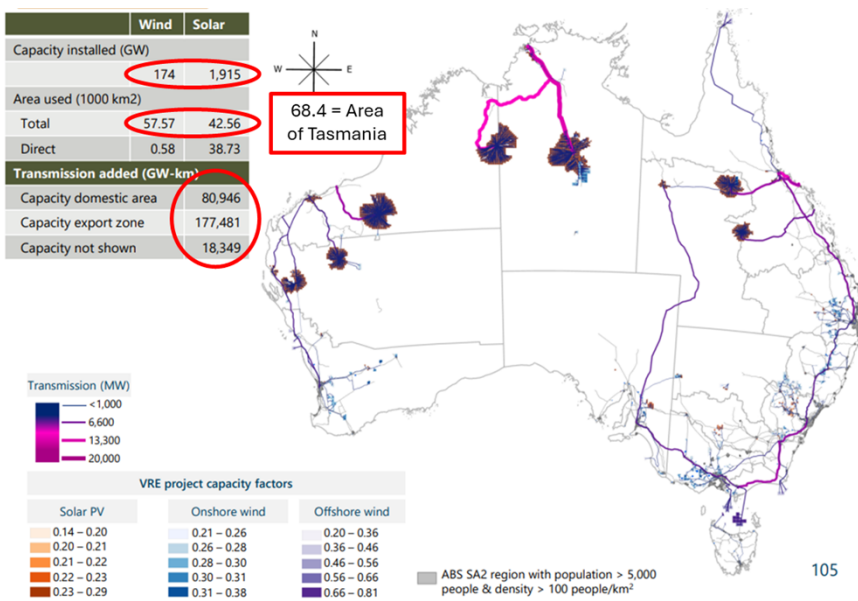 Wind Solar
Capacity installed (GW)
174 1,915
Area used (1000 km2)
Total 57.57 42.56
Direct 0.58 38.73
Transmission added (GW-km)
Capacity domestic area 80,946
Capacity export zone 177,481
Capacity not shown 18,349
N
W E
S
68.4 = Area
of Tasmania
Transmission (MW)
<1,000
6,600
13,300
20,000
VRE project capacity factors
Solar PV
0.14 – 0.20
0.20 – 0.21
0.21 – 0.22
0.22 – 0.23
0.23 – 0.29
Onshore wind
0.21 – 0.26
0.26 – 0.28
0.28 – 0.30
0.30 – 0.31
0.31 – 0.38
Offshore wind
0.20 – 0.36
0.36 – 0.46
0.46 – 0.56
0.56 – 0.66
0.66 – 0.81
ABS SA2 region with population > 5,000
people & density > 100 people/km²
105